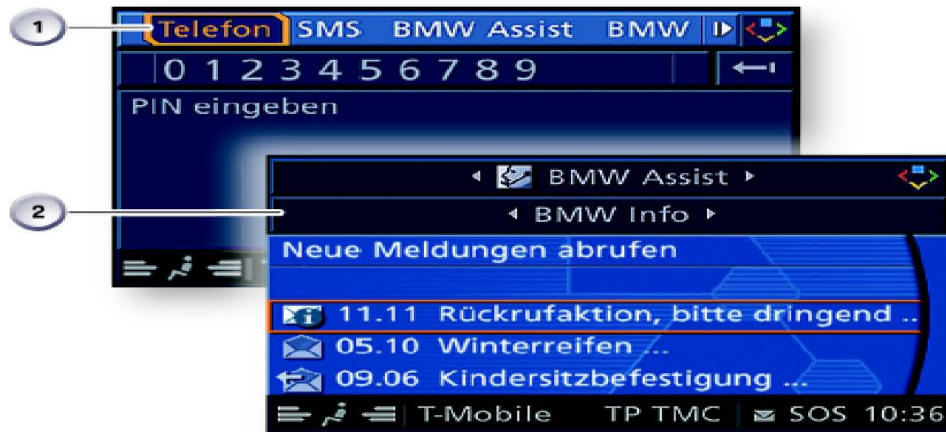 1
Telefon SMS BMW Assist BMW
0 1 2 3 4 5 6 7 8 9
PIN eingeben
2
BMW Assist
BMW Info
Neue Meldungen abrufen
11.11 Rückrufaktion, bitte dringend ..
05.10 Winterreifen ...
09.06 Kindersitzbefestigung ...
T-Mobile TP TMC SOS 10:36